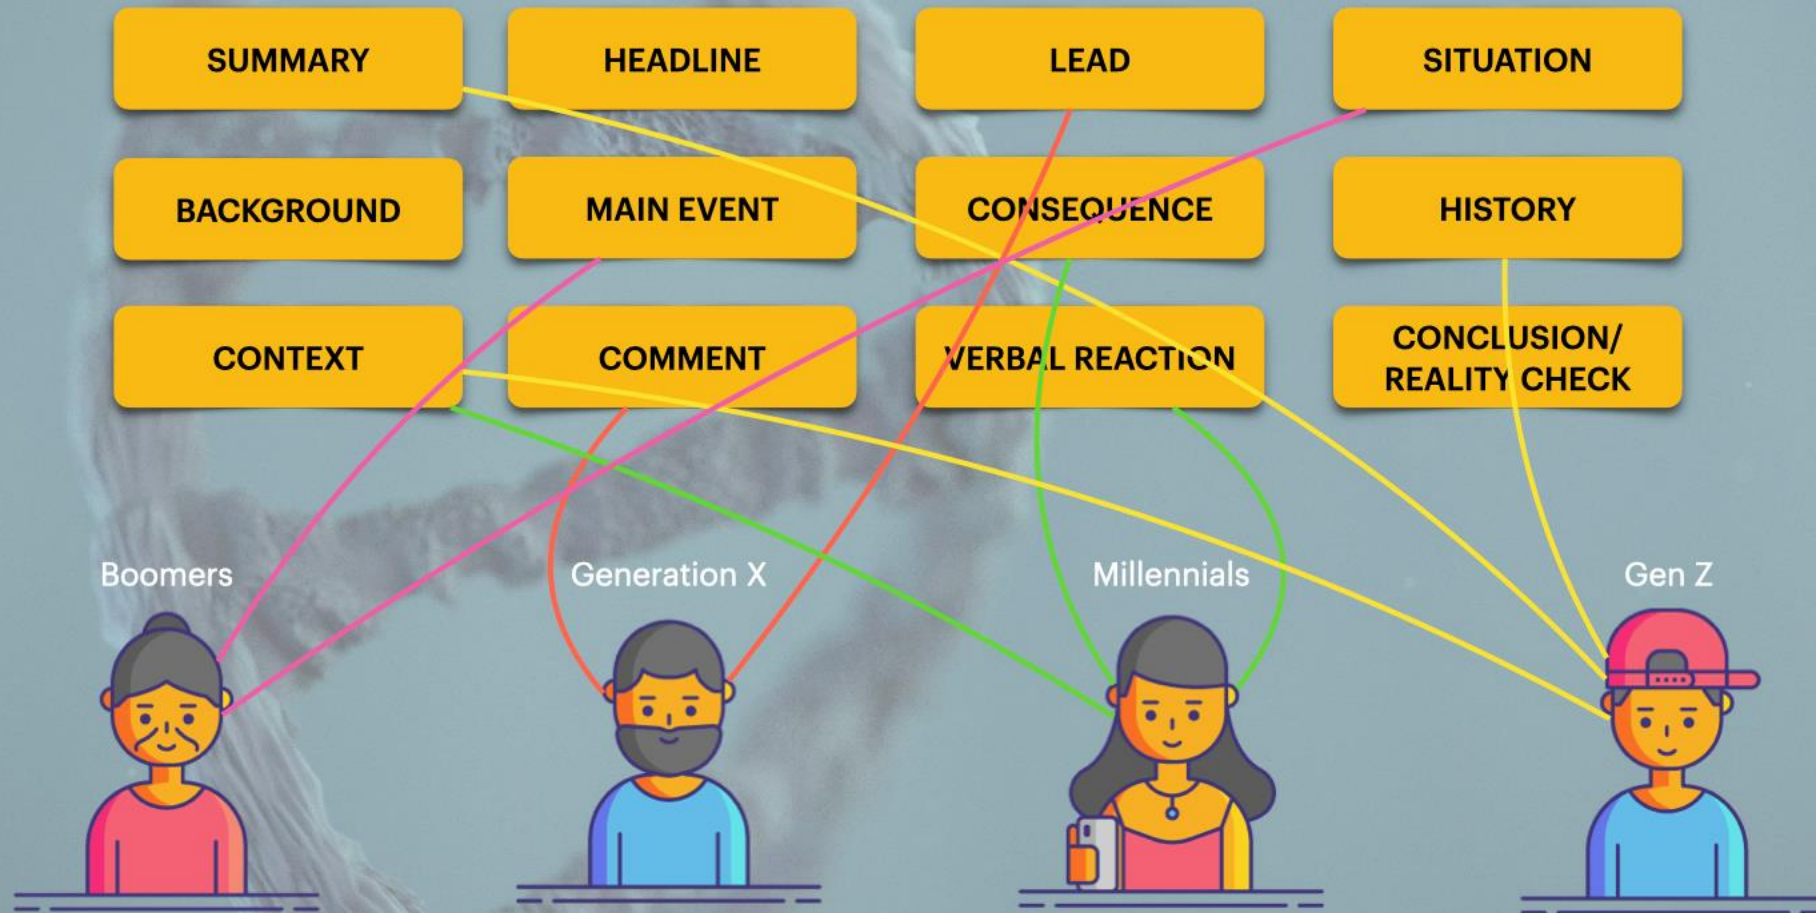 SUMMARY
HEADLINE
LEAD
SITUATION
BACKGROUND
MAIN EVENT
CONSEQUENCE
HISTORY
CONTEXT
COMMENT
VERBAL REACTION
CONCLUSION/
REALITY CHECK
Boomers
Generation X
Millennials
Gen Z